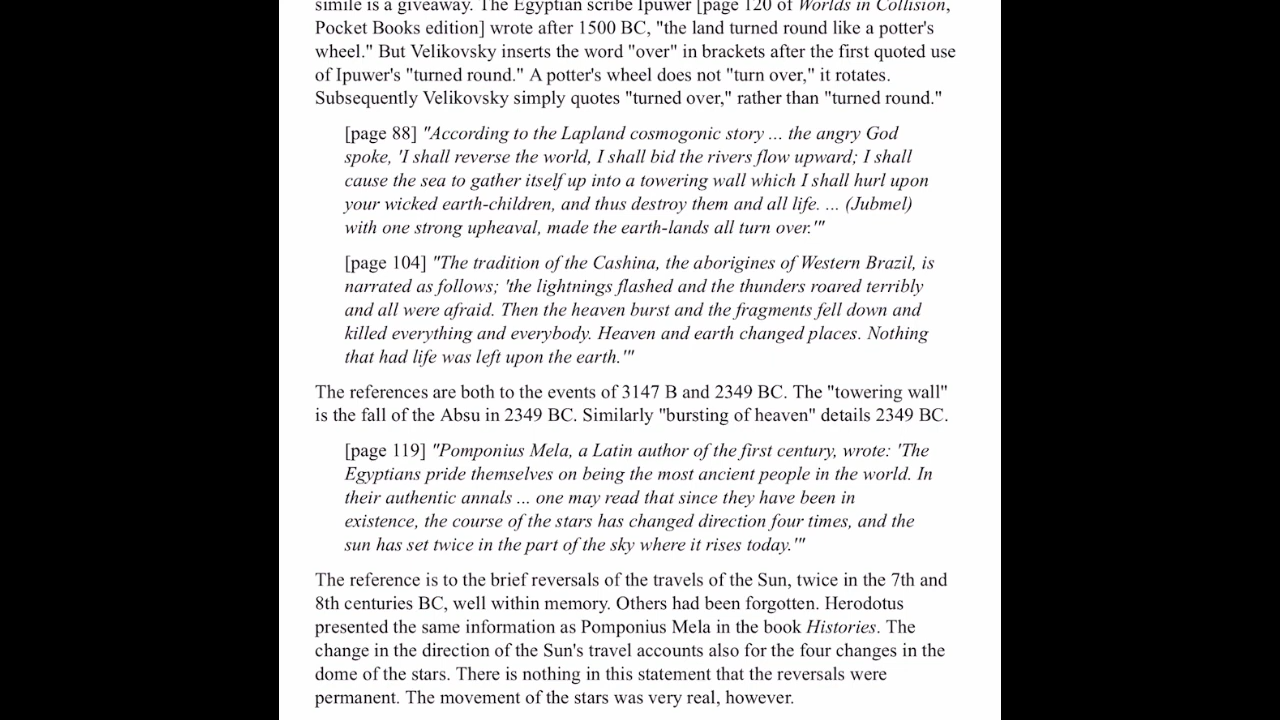 simile is a giveaway. The Egyptian scribe Ipuwer [page 120 of Worlds in Collision,
Pocket Books edition] wrote after 1500 BC, "the land turned round like a potter's
wheel." But Velikovsky inserts the word "over" in brackets after the first quoted use
of Ipuwer's "turned round." A potter's wheel does not "turn over," it rotates.
Subsequently Velikovsky simply quotes "turned over," rather than "turned round."
[page 88] "According to the Lapland cosmogonic story ... the angry God
spoke, 'I shall reverse the world, I shall bid the rivers flow upward; I shall
cause the sea to gather itself up into a towering wall which I shall hurl upon
your wicked earth-children, and thus destroy them and all life. ... (Jubmel)
with one strong upheaval, made the earth-lands all turn over.'"
[page 104] "The tradition of the Cashina, the aborigines of Western Brazil, is
narrated as follows; 'the lightnings flashed and the thunders roared terribly
and all were afraid. Then the heaven burst and the fragments fell down and
killed everything and everybody. Heaven and earth changed places. Nothing
that had life was left upon the earth.'"
The references are both to the events of 3147 B and 2349 BC. The "towering wall"
is the fall of the Absu in 2349 BC. Similarly "bursting of heaven" details 2349 BC.
[page 119] "Pomponius Mela, a Latin author of the first century, wrote: 'The
Egyptians pride themselves on being the most ancient people in the world. In
their authentic annals ... one may read that since they have been in
existence, the course of the stars has changed direction four times, and the
sun has set twice in the part of the sky where it rises today.'"
The reference is to the brief reversals of the travels of the Sun, twice in the 7th and
8th centuries BC, well within memory. Others had been forgotten. Herodotus
presented the same information as Pomponius Mela in the book Histories. The
change in the direction of the Sun's travel accounts also for the four changes in the
dome of the stars. There is nothing in this statement that the reversals were
permanent. The movement of the stars was very real, however.